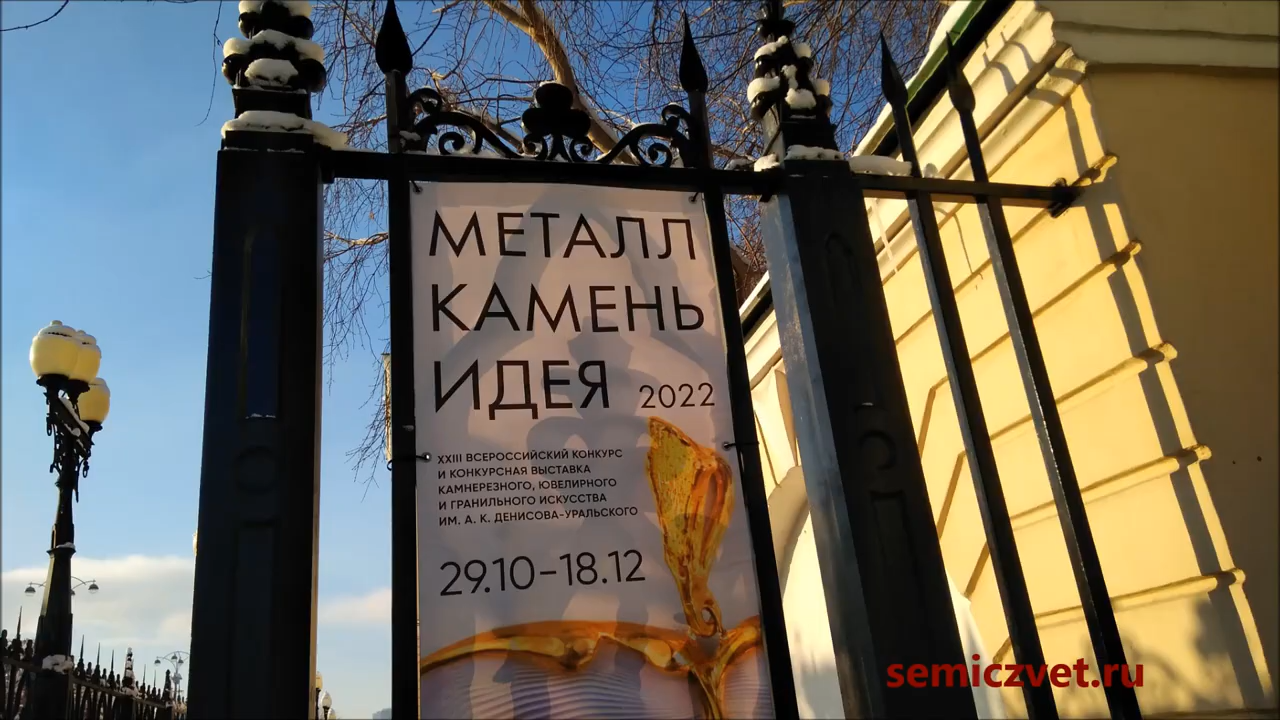 МЕТАЛЛ
КАМЕНЬ
ИДЕЯ 2022
XXIII ВСЕРОССИЙСКИЙ КОНКУРС
И КОНКУРСНАЯ ВЫСТАВКА
КАМНЕРЕЗНОГО, ЮВЕЛИРНОГО
И ГРАНИЛЬНОГО ИСКУССТВА
ИМ. А. К. ДЕНИСОВА-УРАЛЬСКОГО
29.10-18.12
semiczvet.ru